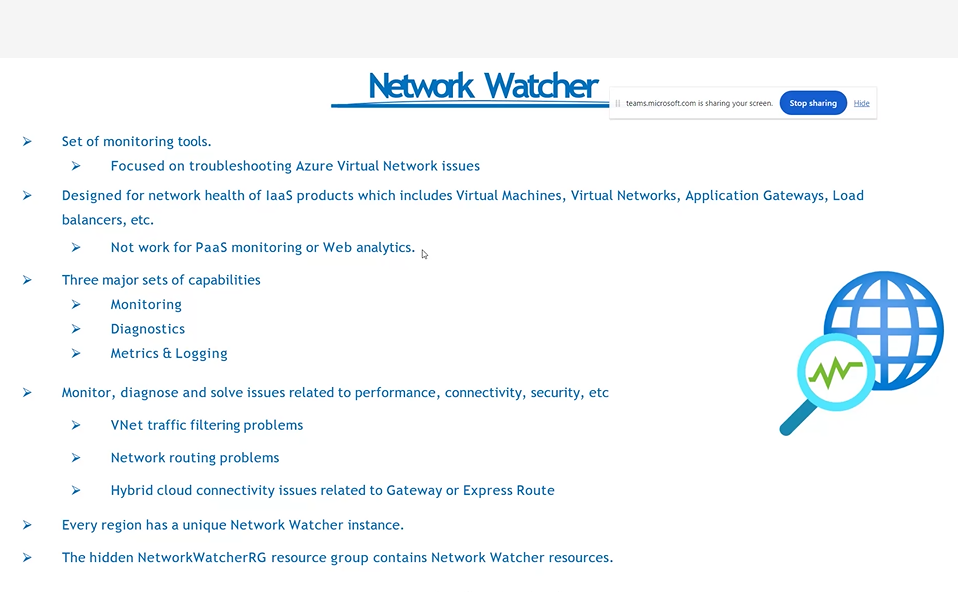 Network Watcher
teams.microsoft.com is sharing your screen. Stop sharing Hide
Set of monitoring tools.
Focused on troubleshooting Azure Virtual Network issues
Designed for network health of IaaS products which includes Virtual Machines, Virtual Networks, Application Gateways, Load
balancers, etc.
Not work for PaaS monitoring or Web analytics.
Three major sets of capabilities
Monitoring
Diagnostics
Metrics & Logging
Monitor, diagnose and solve issues related to performance, connectivity, security, etc
VNet traffic filtering problems
Network routing problems
Hybrid cloud connectivity issues related to Gateway or Express Route
Every region has a unique Network Watcher instance.
The hidden NetworkWatcherRG resource group contains Network Watcher resources.